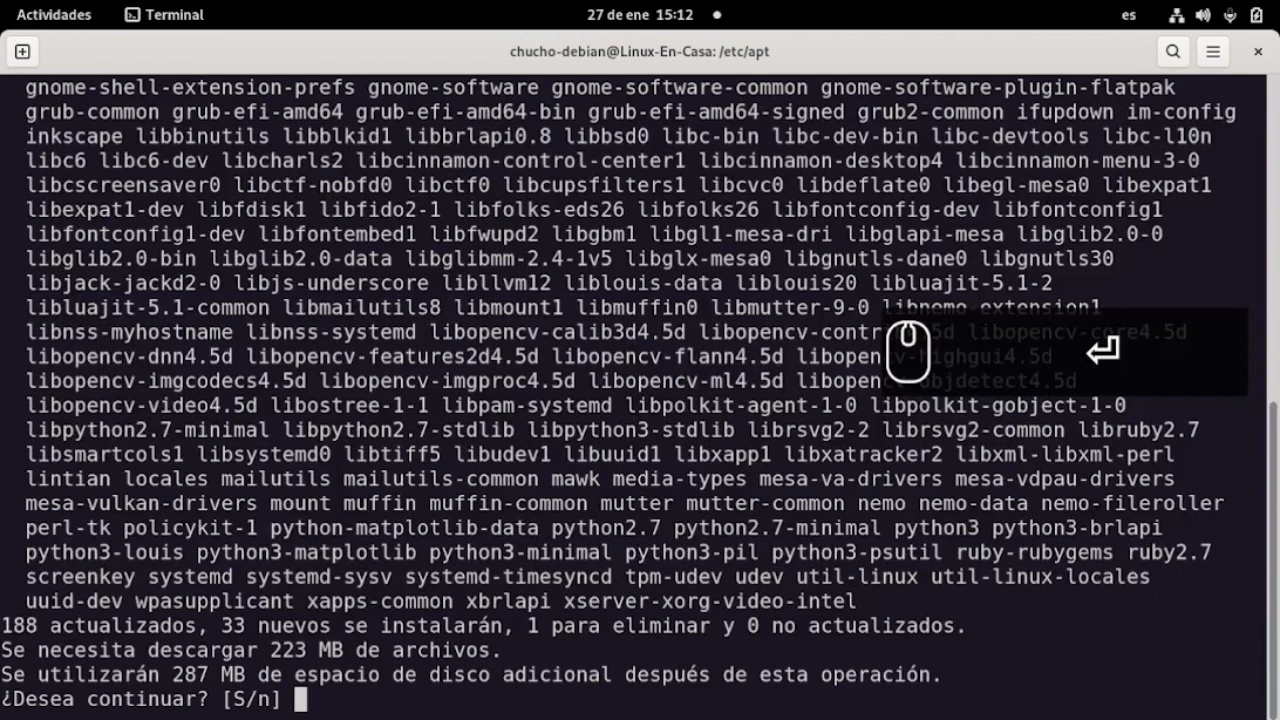 Actividades Terminal 27 de ene 15:12 es
chucho-debian@Linux-En-Casa: /etc/apt
gnome-shell-extension-prefs gnome-software gnome-software-common gnome-software-plugin-flatpak
grub-common grub-efi-amd64 grub-efi-amd64-bin grub-efi-amd64-signed grub2-common ifupdown im-config
inkscape libbinutils libblkid1 libbrlapi0.8 libbsd0 libc-bin libc-dev-bin libc-devtools libc-l10n
libc6 libc6-dev libcharls2 libcinnamon-control-center1 libcinnamon-desktop4 libcinnamon-menu-3-0
libcscreensaver0 libctf-nobfd0 libctf0 libcupsfilters1 libcvc0 libdeflate0 libegl-mesa0 libexpat1
libexpat1-dev libfdisk1 libfido2-1 libfolks-eds26 libfolks26 libfontconfig-dev libfontconfig1
libfontconfig1-dev libfontembed1 libfwupd2 libgbm1 libgl1-mesa-dri libglapi-mesa libglib2.0-0
libglib2.0-bin libglib2.0-data libglibmm-2.4-1v5 libglx-mesa0 libgnutls-dane0 libgnutls30
libjack-jackd2-0 libjs-underscore libllvm12 liblouis-data liblouis20 libluajit-5.1-2
libluajit-5.1-common libmailutils8 libmount1 libmuffin0 libmutter-9-0 libnemo-extension1
libnss-myhostname libnss-systemd libopencv-calib3d4.5d libopencv-contrib4.5d libopencv-core4.5d
libopencv-dnn4.5d libopencv-features2d4.5d libopencv-flann4.5d libopencv-highgui4.5d
libopencv-imgcodecs4.5d libopencv-imgproc4.5d libopencv-ml4.5d libopencv-objdetect4.5d
libopencv-video4.5d libostree-1-1 libpam-systemd libpolkit-agent-1-0 libpolkit-gobject-1-0
libpython2.7-minimal libpython2.7-stdlib libpython3-stdlib librsvg2-2 librsvg2-common libruby2.7
libsmartcols1 libsystemd0 libtiff5 libudev1 libuuid1 libxapp1 libxatracker2 libxml-libxml-perl
lintian locales mailutils mailutils-common mawk media-types mesa-va-drivers mesa-vdpau-drivers
mesa-vulkan-drivers mount muffin muffin-common mutter mutter-common nemo nemo-data nemo-fileroller
perl-tk policykit-1 python-matplotlib-data python2.7 python2.7-minimal python3 python3-brlapi
python3-louis python3-matplotlib python3-minimal python3-pil python3-psutil ruby-rubygems ruby2.7
screenkey systemd systemd-sysv systemd-timesyncd tpm-udev udev util-linux util-linux-locales
uuid-dev wpasupplicant xapps-common xbrlapi xserver-xorg-video-intel
188 actualizados, 33 nuevos se instalarán, 1 para eliminar y 0 no actualizados.
Se necesita descargar 223 MB de archivos.
Se utilizarán 287 MB de espacio de disco adicional después de esta operación.
¿Desea continuar? [S/n]